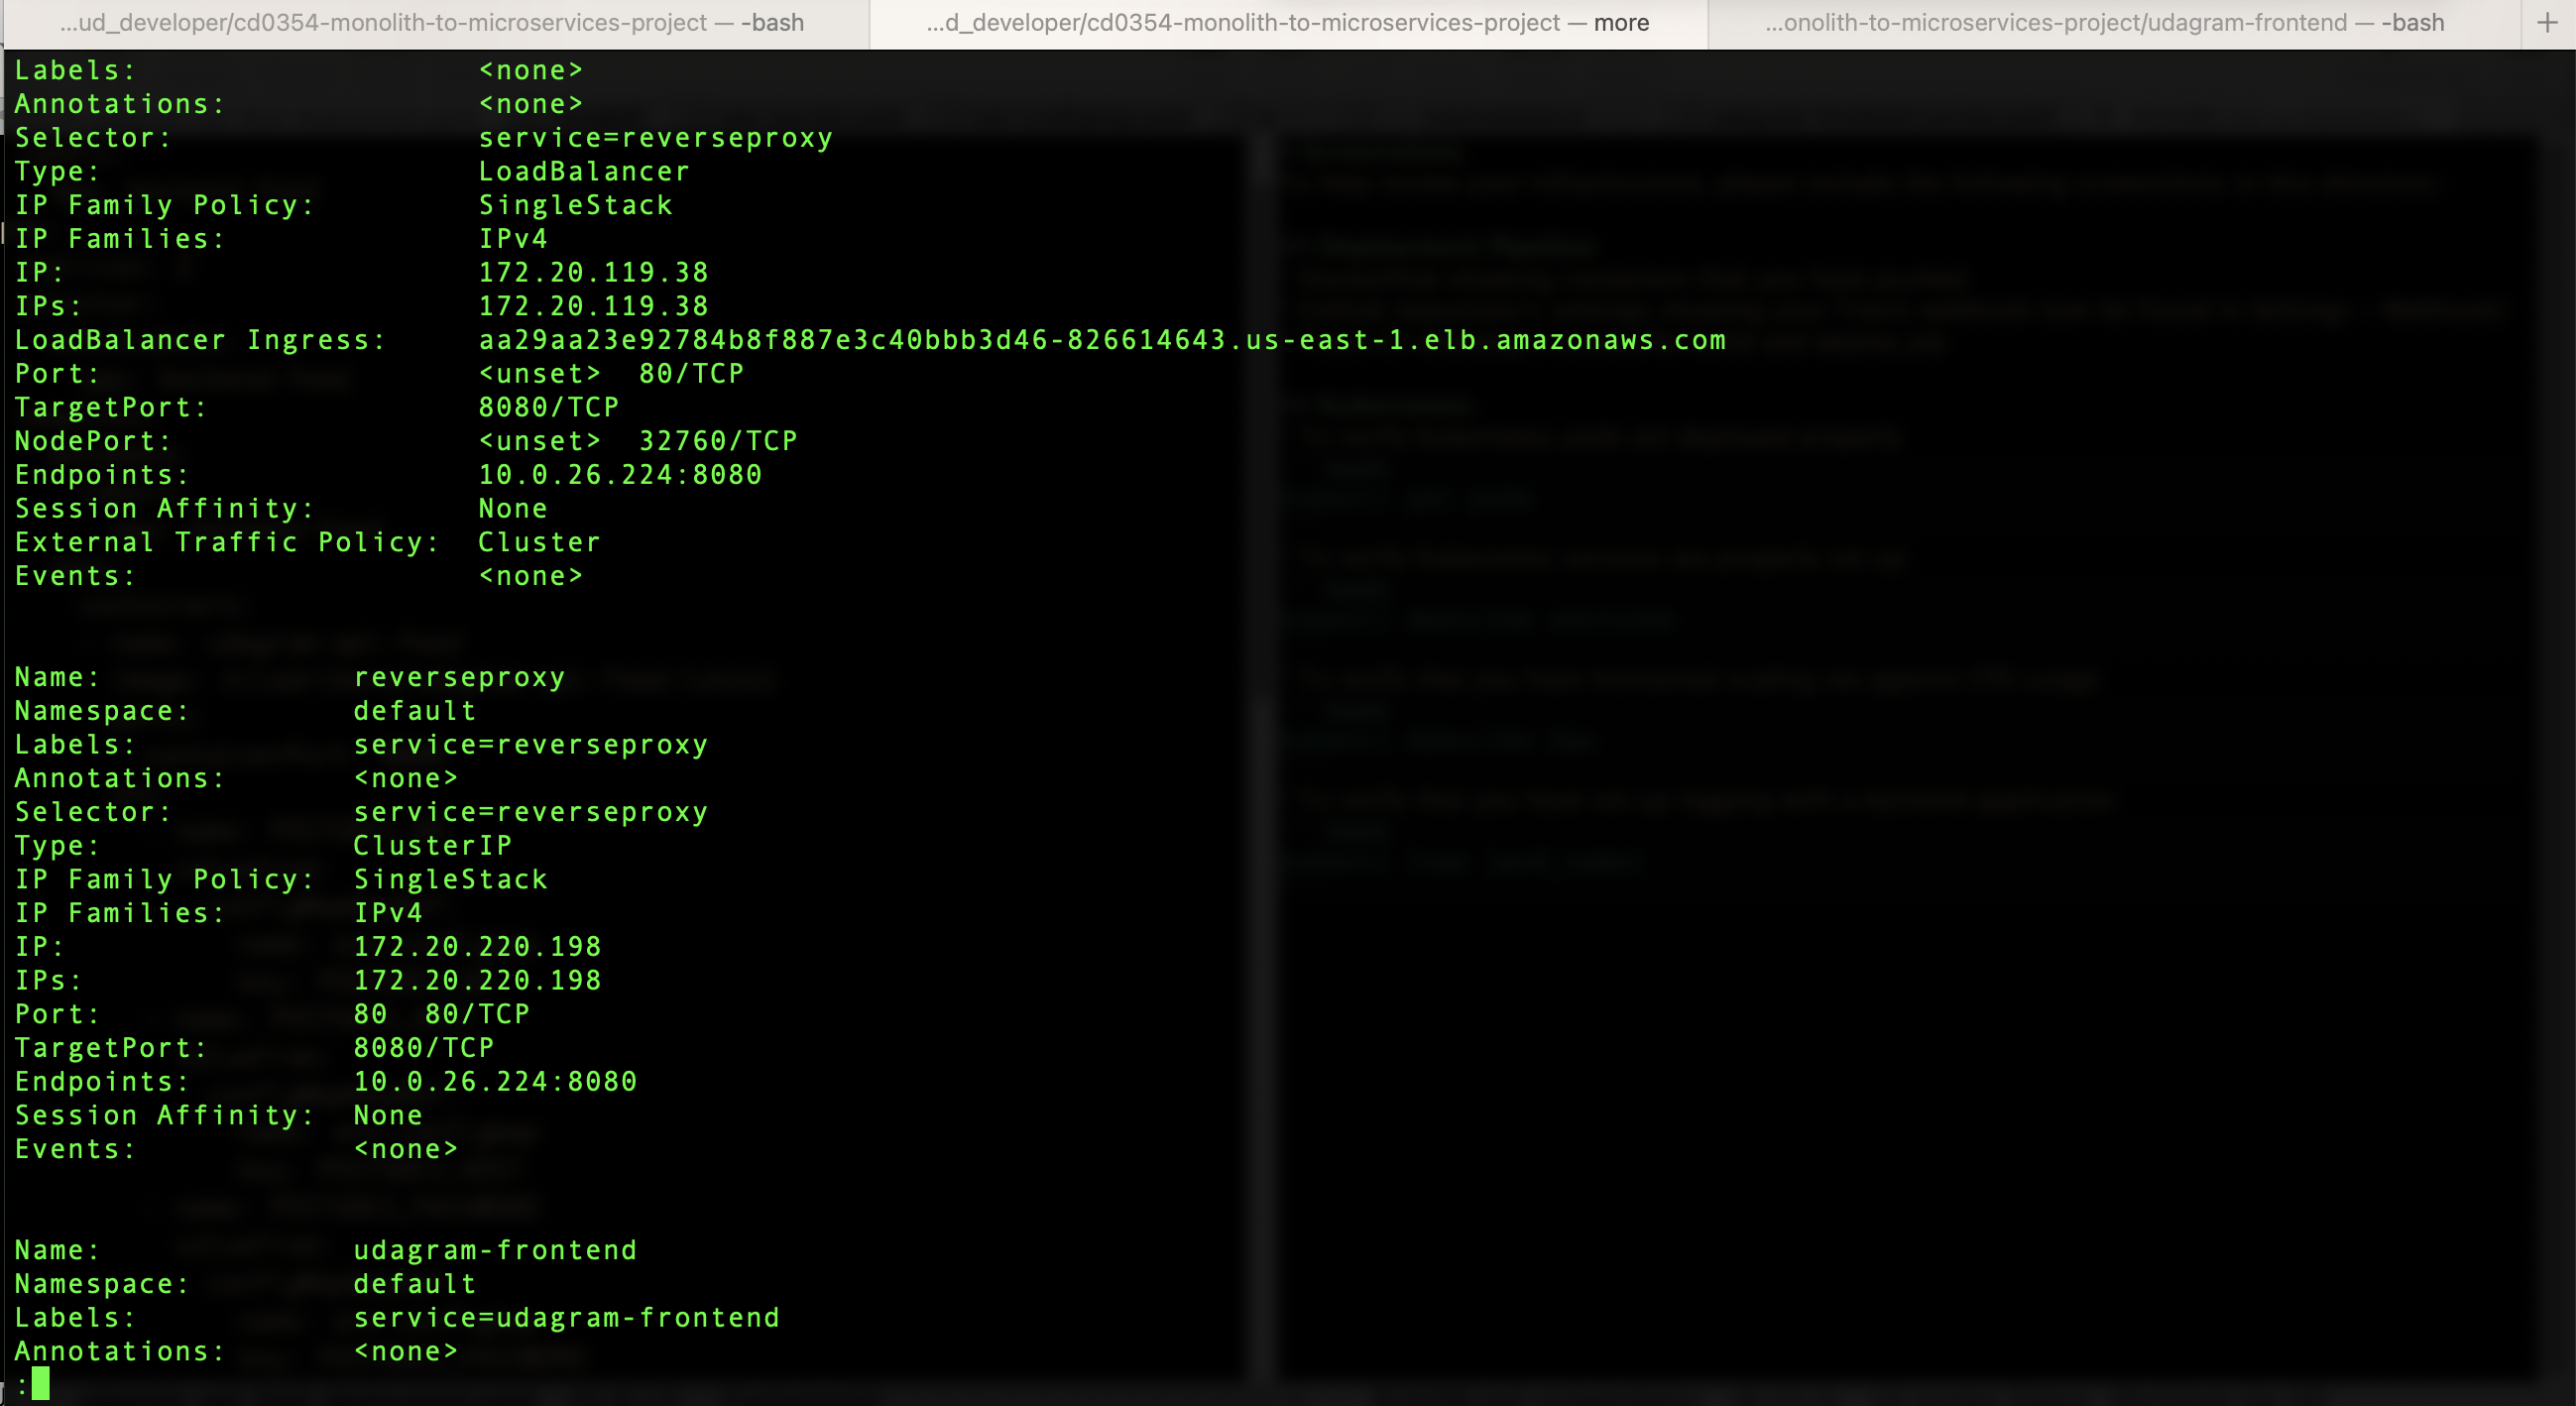 ...ud_developer/cd0354-monolith-to-microservices-project — -bash
...d_developer/cd0354-monolith-to-microservices-project — more
...onolith-to-microservices-project/udagram-frontend — -bash
+
Labels: <none>
Annotations: <none>
Selector: service=reverseproxy
Type: LoadBalancer
IP Family Policy: SingleStack
IP Families: IPv4
IP: 172.20.119.38
IPs: 172.20.119.38
LoadBalancer Ingress: aa29aa23e92784b8f887e3c40bbb3d46-826614643.us-east-1.elb.amazonaws.com
Port: <unset> 80/TCP
TargetPort: 8080/TCP
NodePort: <unset> 32760/TCP
Endpoints: 10.0.26.224:8080
Session Affinity: None
External Traffic Policy: Cluster
Events: <none>
Name: reverseproxy
Namespace: default
Labels: service=reverseproxy
Annotations: <none>
Selector: service=reverseproxy
Type: ClusterIP
IP Family Policy: SingleStack
IP Families: IPv4
IP: 172.20.220.198
IPs: 172.20.220.198
Port: 80 80/TCP
TargetPort: 8080/TCP
Endpoints: 10.0.26.224:8080
Session Affinity: None
Events: <none>
Name: udagram-frontend
Namespace: default
Labels: service=udagram-frontend
Annotations: <none>
: